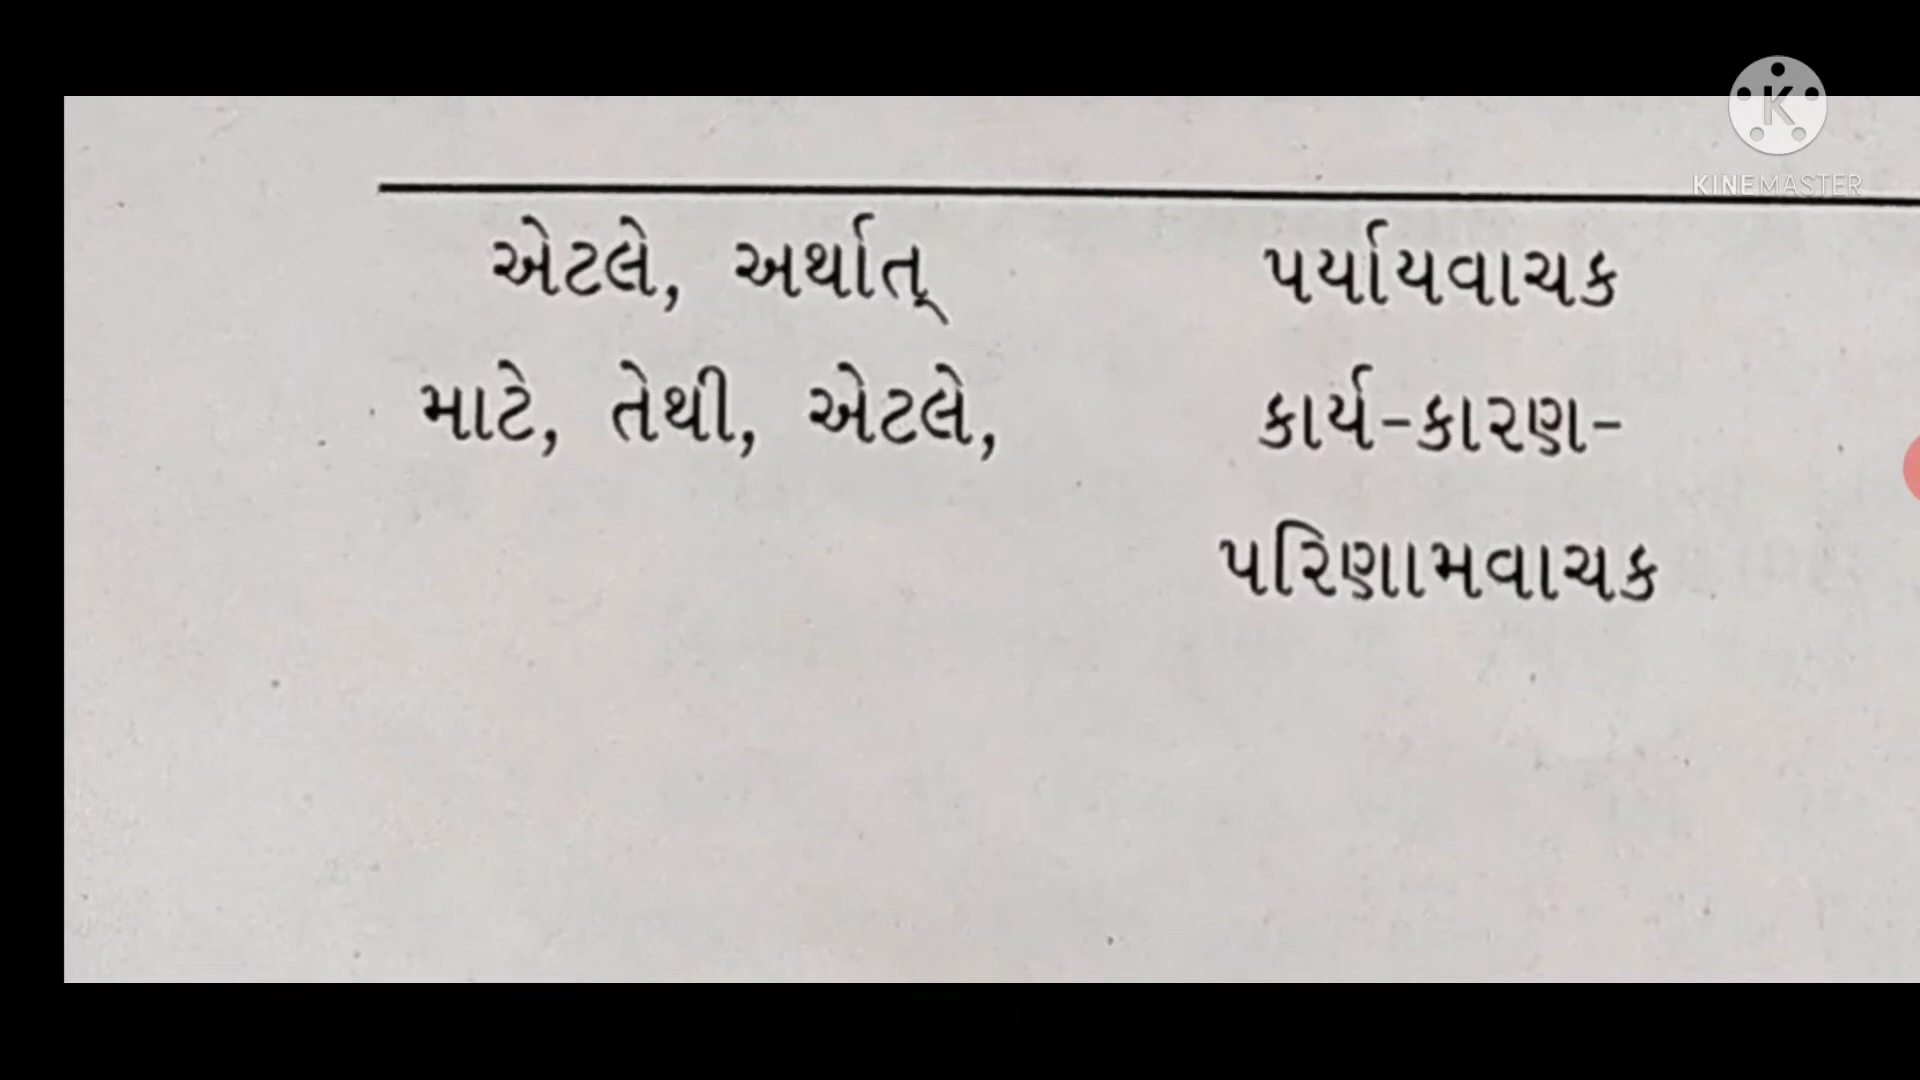 K
KINEMASTER
એટલે, અર્થાત્ પર્યાયવાચક
માટે, તેથી, એટલે, કાર્ય-કારણ-
પરિણામવાચક